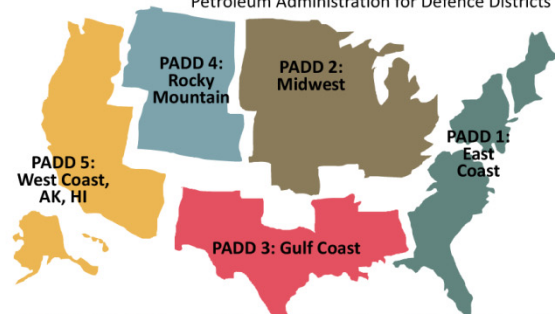 Petroleum Administration for Defence Districts
PADD 4:
Rocky
Mountain
PADD 2:
Midwest
PADD 1:
East
Coast
PADD 5:
West Coast,
AK, HI
PADD 3: Gulf Coast